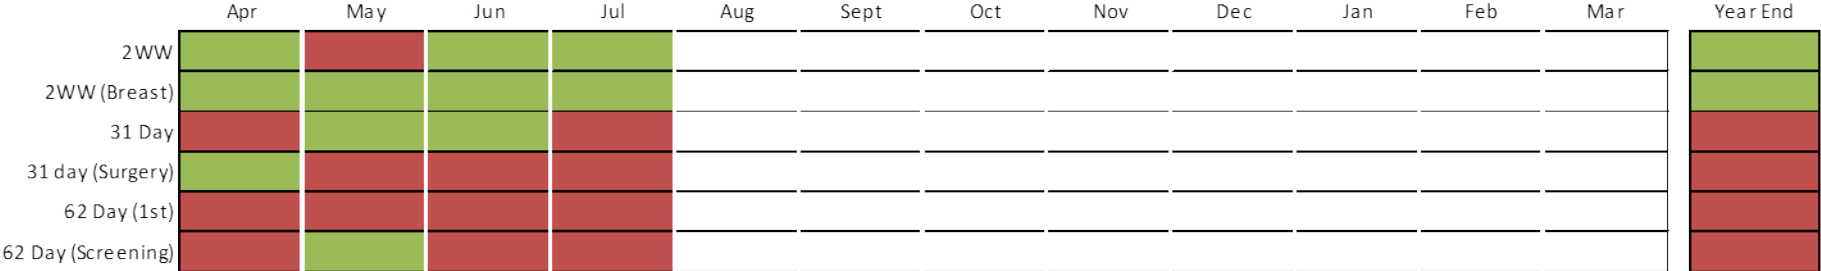 Apr May Jun Jul Aug Sept Oct Nov Dec Jan Feb Mar Year End
2WW
2WW (Breast)
31 Day
31 day (Surgery)
62 Day (1st)
62 Day (Screening)